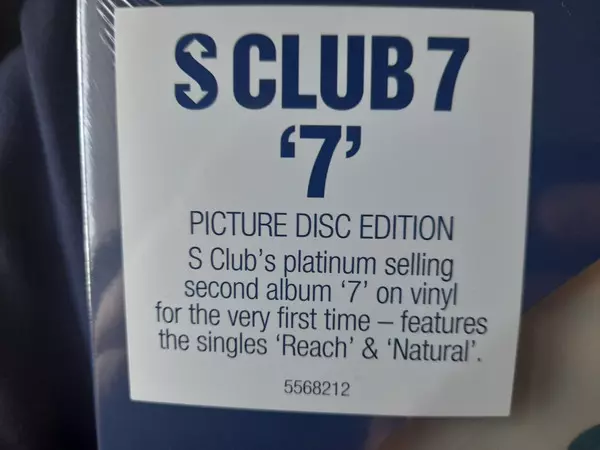 S CLUB 7
‘7’
PICTURE DISC EDITION
S Club’s platinum selling
second album ‘7’ on vinyl
for the very first time – features
the singles ‘Reach’ & ‘Natural’.
5568212